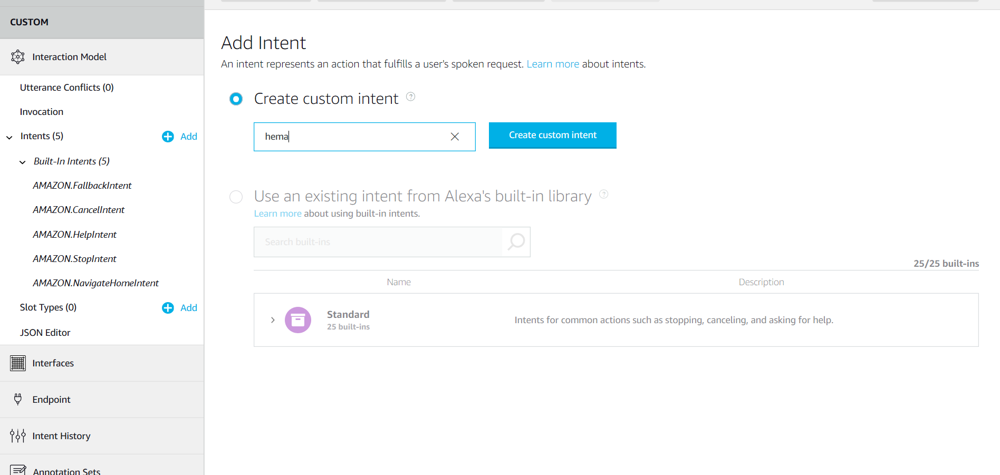 CUSTOM
Interaction Model
Utterance Conflicts (0)
Invocation
Intents (5)
Add
Built-In Intents (5)
AMAZON.FallbackIntent
AMAZON.CancelIntent
AMAZON.HelpIntent
AMAZON.StopIntent
AMAZON.NavigateHomeIntent
Slot Types (0)
Add
JSON Editor
Interfaces
Endpoint
Intent History
Annotation Sets
Add Intent
An intent represents an action that fulfills a user's spoken request. Learn more about intents.
Create custom intent ?
hema
Create custom intent
Use an existing intent from Alexa's built-in library ?
Learn more about using built-in intents.
Search built-ins
25/25 built-ins
Name
Description
Standard
25 built-ins
Intents for common actions such as stopping, canceling, and asking for help.